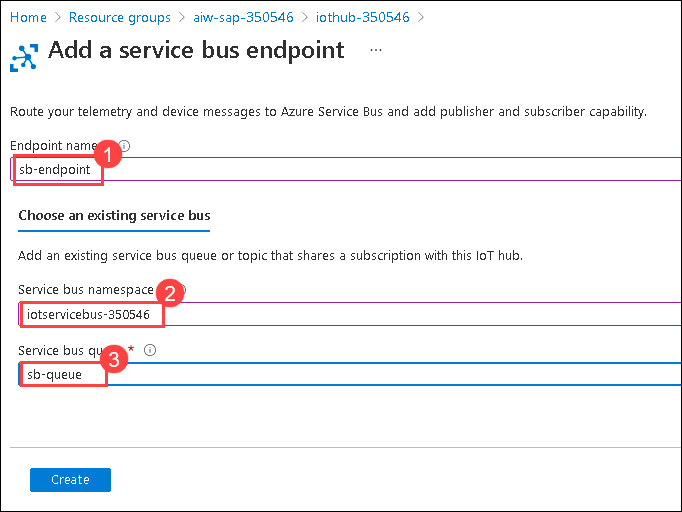 Home > Resource groups > aiw-sap-350546 > iothub-350546 >
Add a service bus endpoint ...
Route your telemetry and device messages to Azure Service Bus and add publisher and subscriber capability.
Endpoint name
1
sb-endpoint
Choose an existing service bus
Add an existing service bus queue or topic that shares a subscription with this IoT hub.
Service bus namespace
2
iotservicebus-350546
Service bus *
3
sb-queue
Create